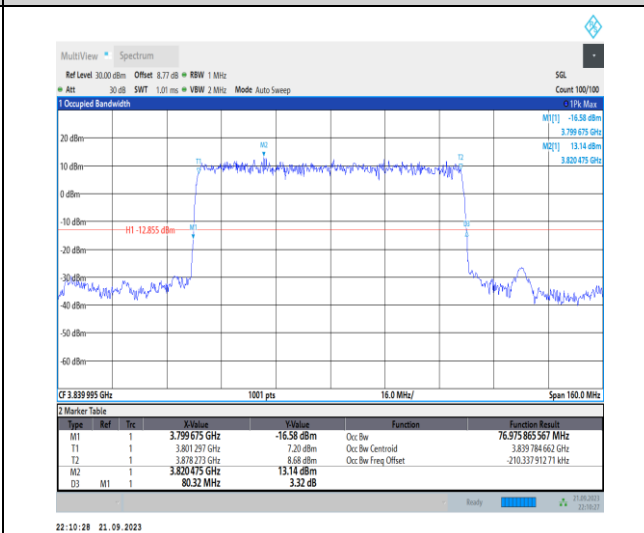 MultiView Spectrum
Ref Level 30.00 dBm Offset 8.77 dB RBW 1 MHz SGL
Att 30 dB SWT 1.01 ms VBW 2 MHz Mode Auto Sweep Count 100/100
1 Occupied Bandwidth 1Pk Max
M1[1] -16.58 dBm
3.799 675 GHz
M2[1] 13.14 dBm
3.820 475 GHz
20 dBm
M2
T1
T2
10 dBm
0 dBm
-10 dBm
H1 -12.855 dBm
M1
-30 dBm
-40 dBm
-50 dBm
-60 dBm
CF 3.839 995 GHz 1001 pts 16.0 MHz/ Span 160.0 MHz
2 Marker Table
Type Ref Trc X-Value Y-Value Function Function Result
M1 1 3.799 675 GHz -16.58 dBm Occ Bw 76.975 865 567 MHz
T1 1 3.801 297 GHz 7.20 dBm Occ Bw Centroid 3.839 784 662 GHz
T2 1 3.878 273 GHz 8.68 dBm Occ Bw Freq Offset -210.337 912 71 kHz
M2 1 3.820 475 GHz 13.14 dBm
D3 M1 1 80.32 MHz 3.32 dB
Ready 21.09.2023
22:10:27
22:10:28 21.09.2023